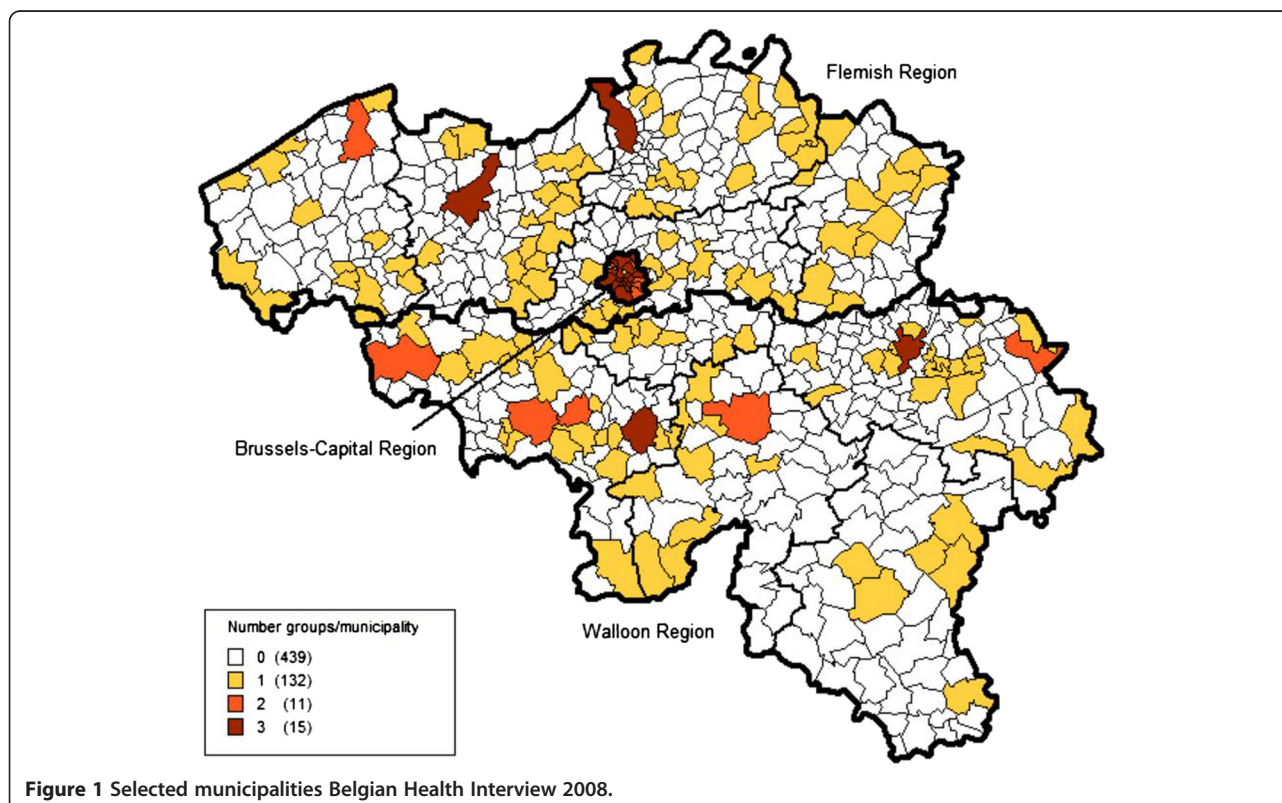 Flemish Region
Brussels-Capital Region
Walloon Region
Number groups/municipality
0 (439)
1 (132)
2 (11)
3 (15)
Figure 1 Selected municipalities Belgian Health Interview 2008.